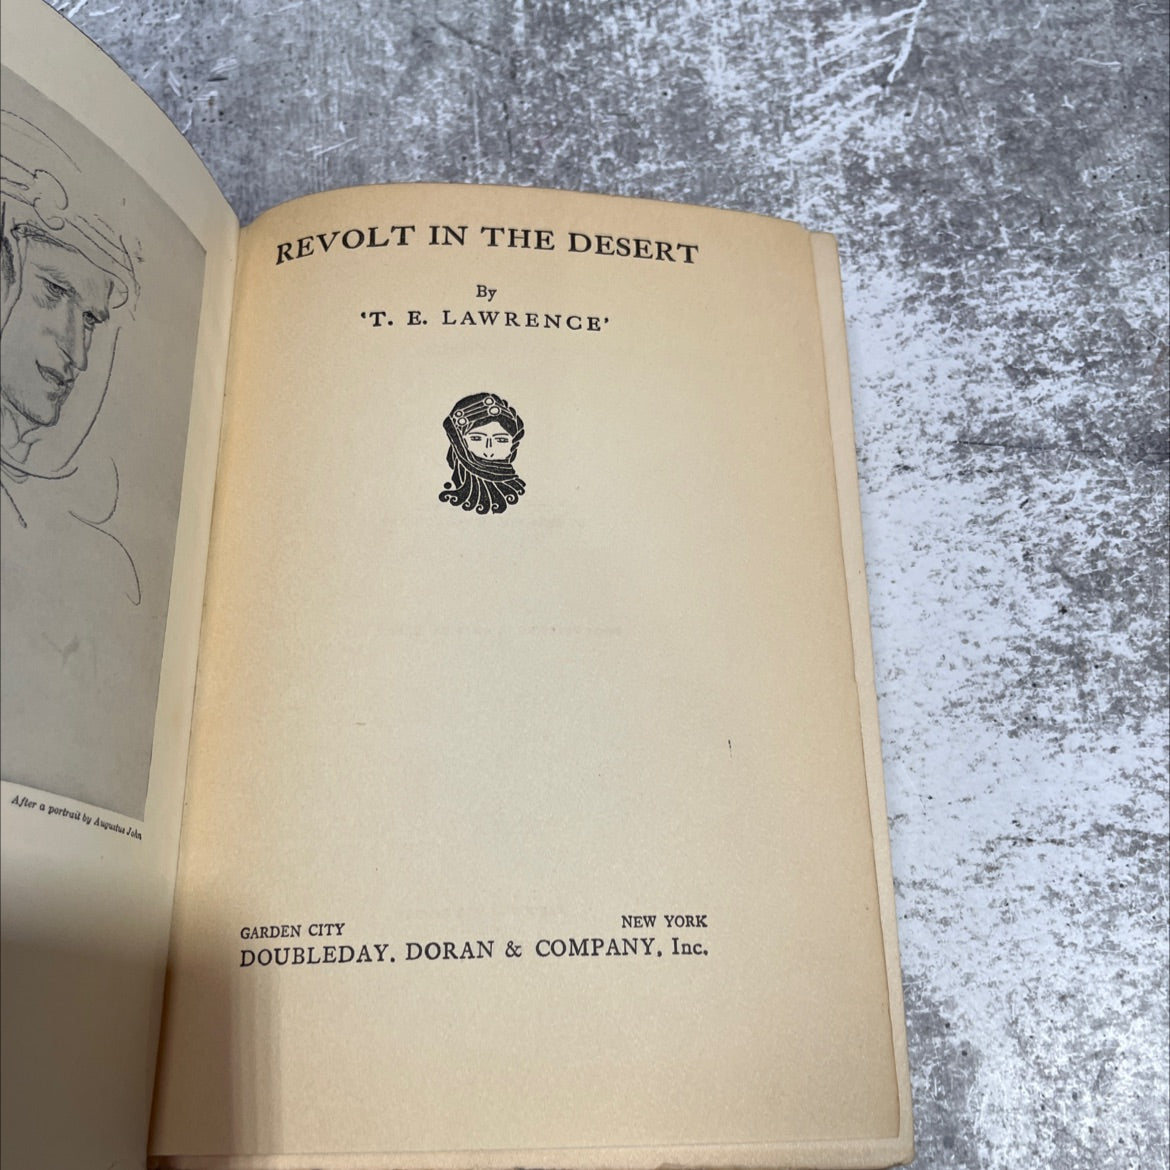 After a portrait by Augustus John
REVOLT IN THE DESERT
By
'T. E. LAWRENCE'
GARDEN CITY NEW YORK
DOUBLEDAY, DORAN & COMPANY, Inc.